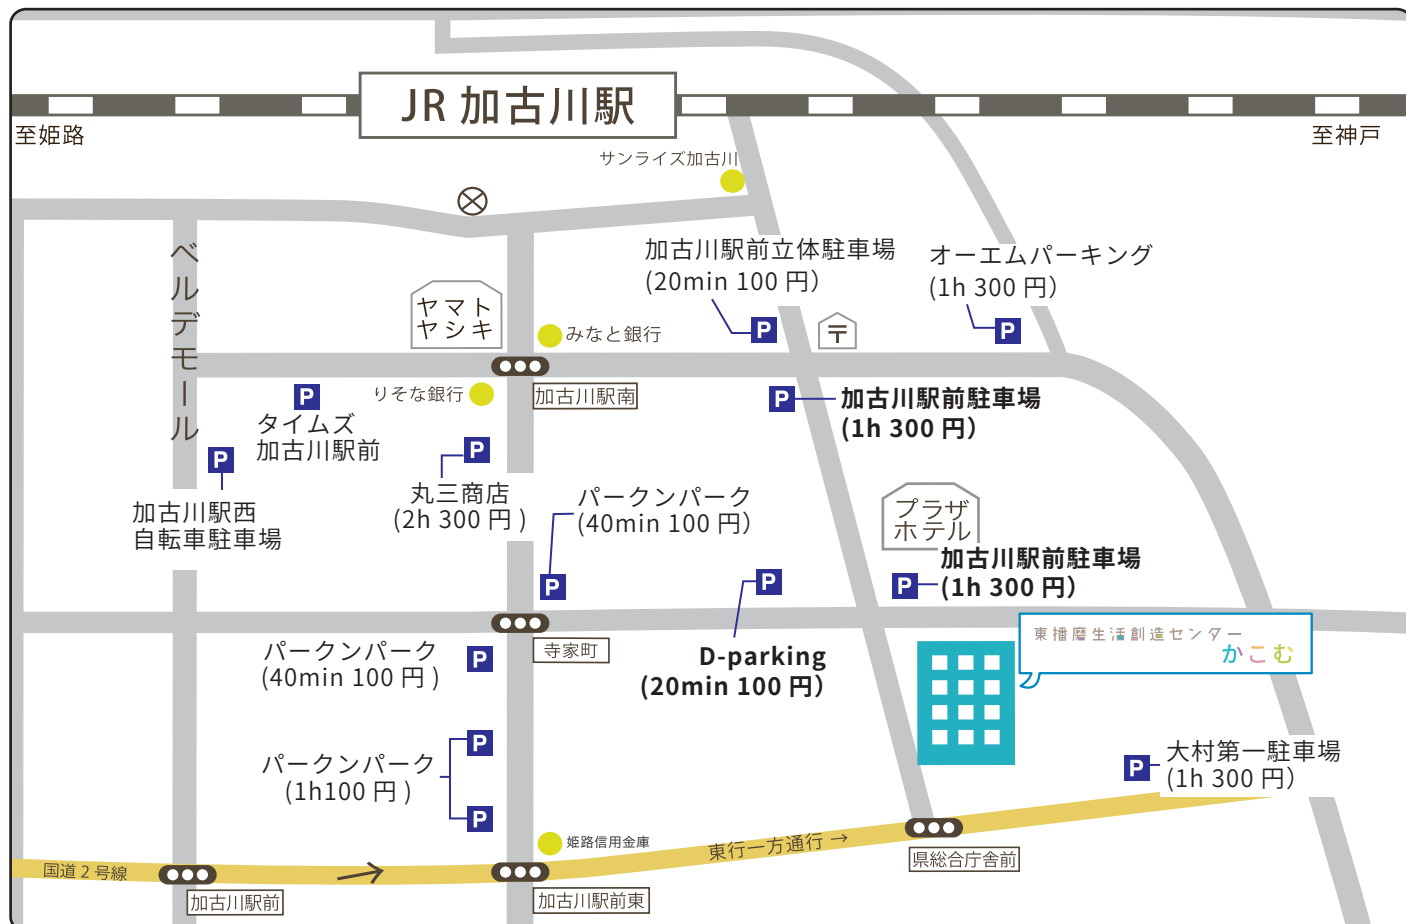 JR 加古川駅
至姫路
至神戸
サンライズ加古川
ベルデモール
加古川駅前立体駐車場
(20min 100 円)
P
オーエムパーキング
(1h 300 円)
P
ヤマト
ヤシキ
みなと銀行
〒
りそな銀行
加古川駅南
P
加古川駅前駐車場
(1h 300 円)
P
タイムズ
加古川駅前
P
加古川駅西
自転車駐車場
P
丸三商店
(2h 300 円 )
パークンパーク
(40min 100 円)
P
プラザ
ホテル
加古川駅前駐車場
(1h 300 円)
P
P
D-parking
(20min 100 円)
寺家町
東播磨生活創造センター
かこむ
パークンパーク
(40min 100 円 )
P
パークンパーク
(1h100 円 )
P
P
大村第一駐車場
(1h 300 円)
P
姫路信用金庫
東行一方通行 →
国道 2 号線
県総合庁舎前
加古川駅前
加古川駅前東